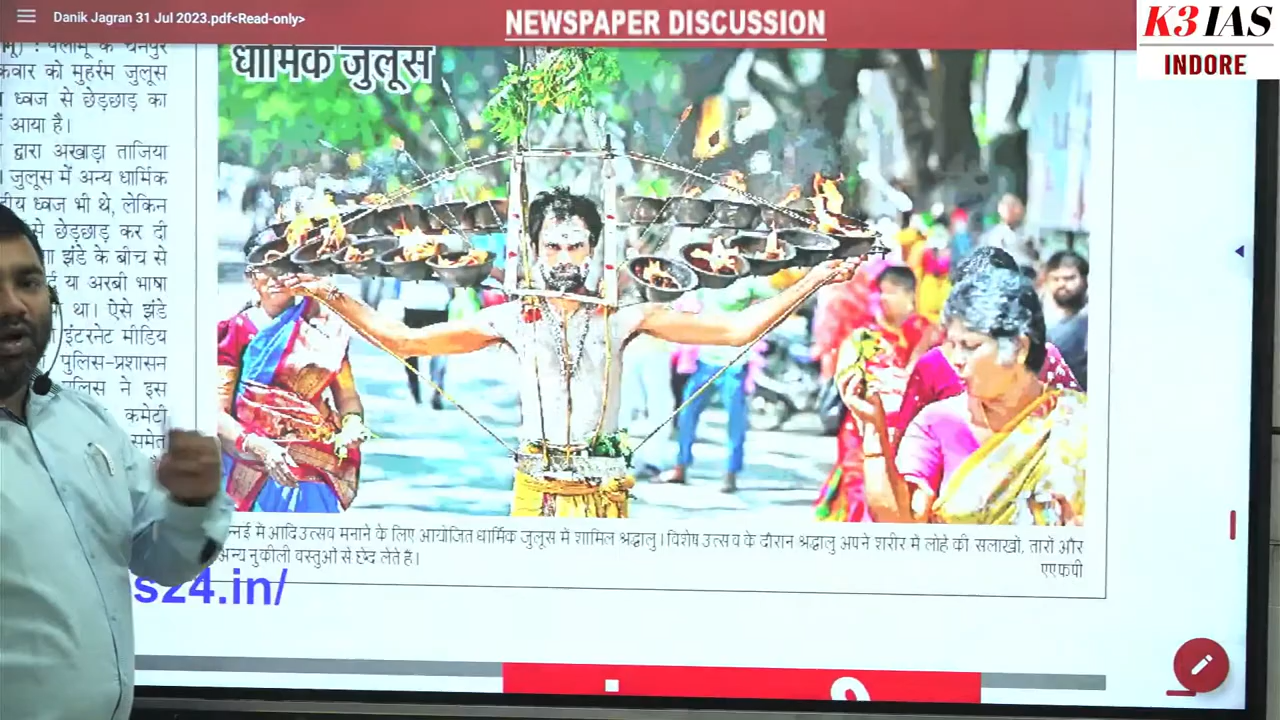 Danik Jagran 31 Jul 2023.pdf<Read-only>
NEWSPAPER DISCUSSION
K3 IAS
INDORE
धार्मिक जुलूस
को मुहर्रम जुलूस
ध्वज से छेड़छाड़ का
आया है।
द्वारा अखाड़ा ताजिया
। जुलूस में अन्य धार्मिक
ध्वज भी थे, लेकिन
से छेड़छाड़ कर दी
झंडे के बीच से
या अरबी भाषा
था। ऐसे झंडे
इंटरनेट मीडिय
पुलिस-प्रशासन
पुलिस ने इस
कमेटी
समेत
में आदि उत्सव मनाने के लिए आयोजित धार्मिक जुलूस में शामिल श्रद्धालु। विशेष उत्सव के दौरान श्रद्धालु अपने शरीर में लोहे की सलाखों, तारों और
अन्य नुकीली वस्तुओं से छेद लेते हैं।
एएफपी
s24.in/